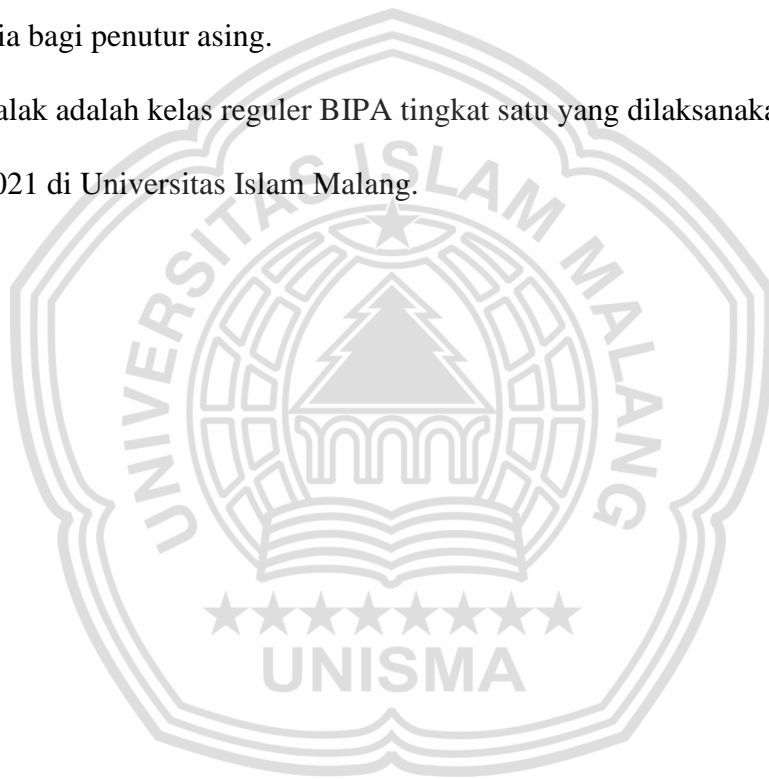 ia bagi penutur asing.
alak adalah kelas reguler BIPA tingkat satu yang dilaksanaka
021 di Universitas Islam Malang.
UNIVERSITAS ISLAM MALANG
UNISMA